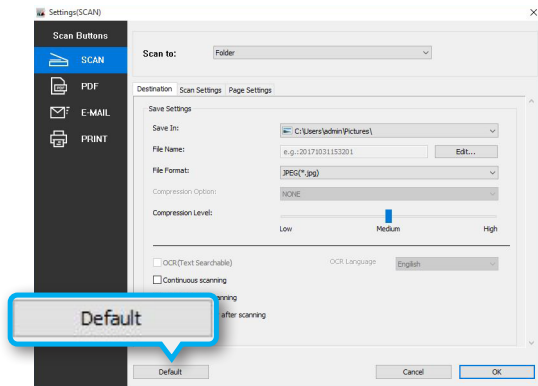 Settings(SCAN)
Scan Buttons
SCAN
PDF
E-MAIL
PRINT
Scan to: Folder
Destination Scan Settings Page Settings
Save Settings
Save In: C:\Users\admin\Pictures\
File Name: e.g.:20171031153201 Edit...
File Format: JPEG(*.jpg)
Compression Option: NONE
Compression Level:
Low Medium High
OCR(Text Searchable) OCR Language English
Continuous scanning
after scanning
Default
Default Cancel OK